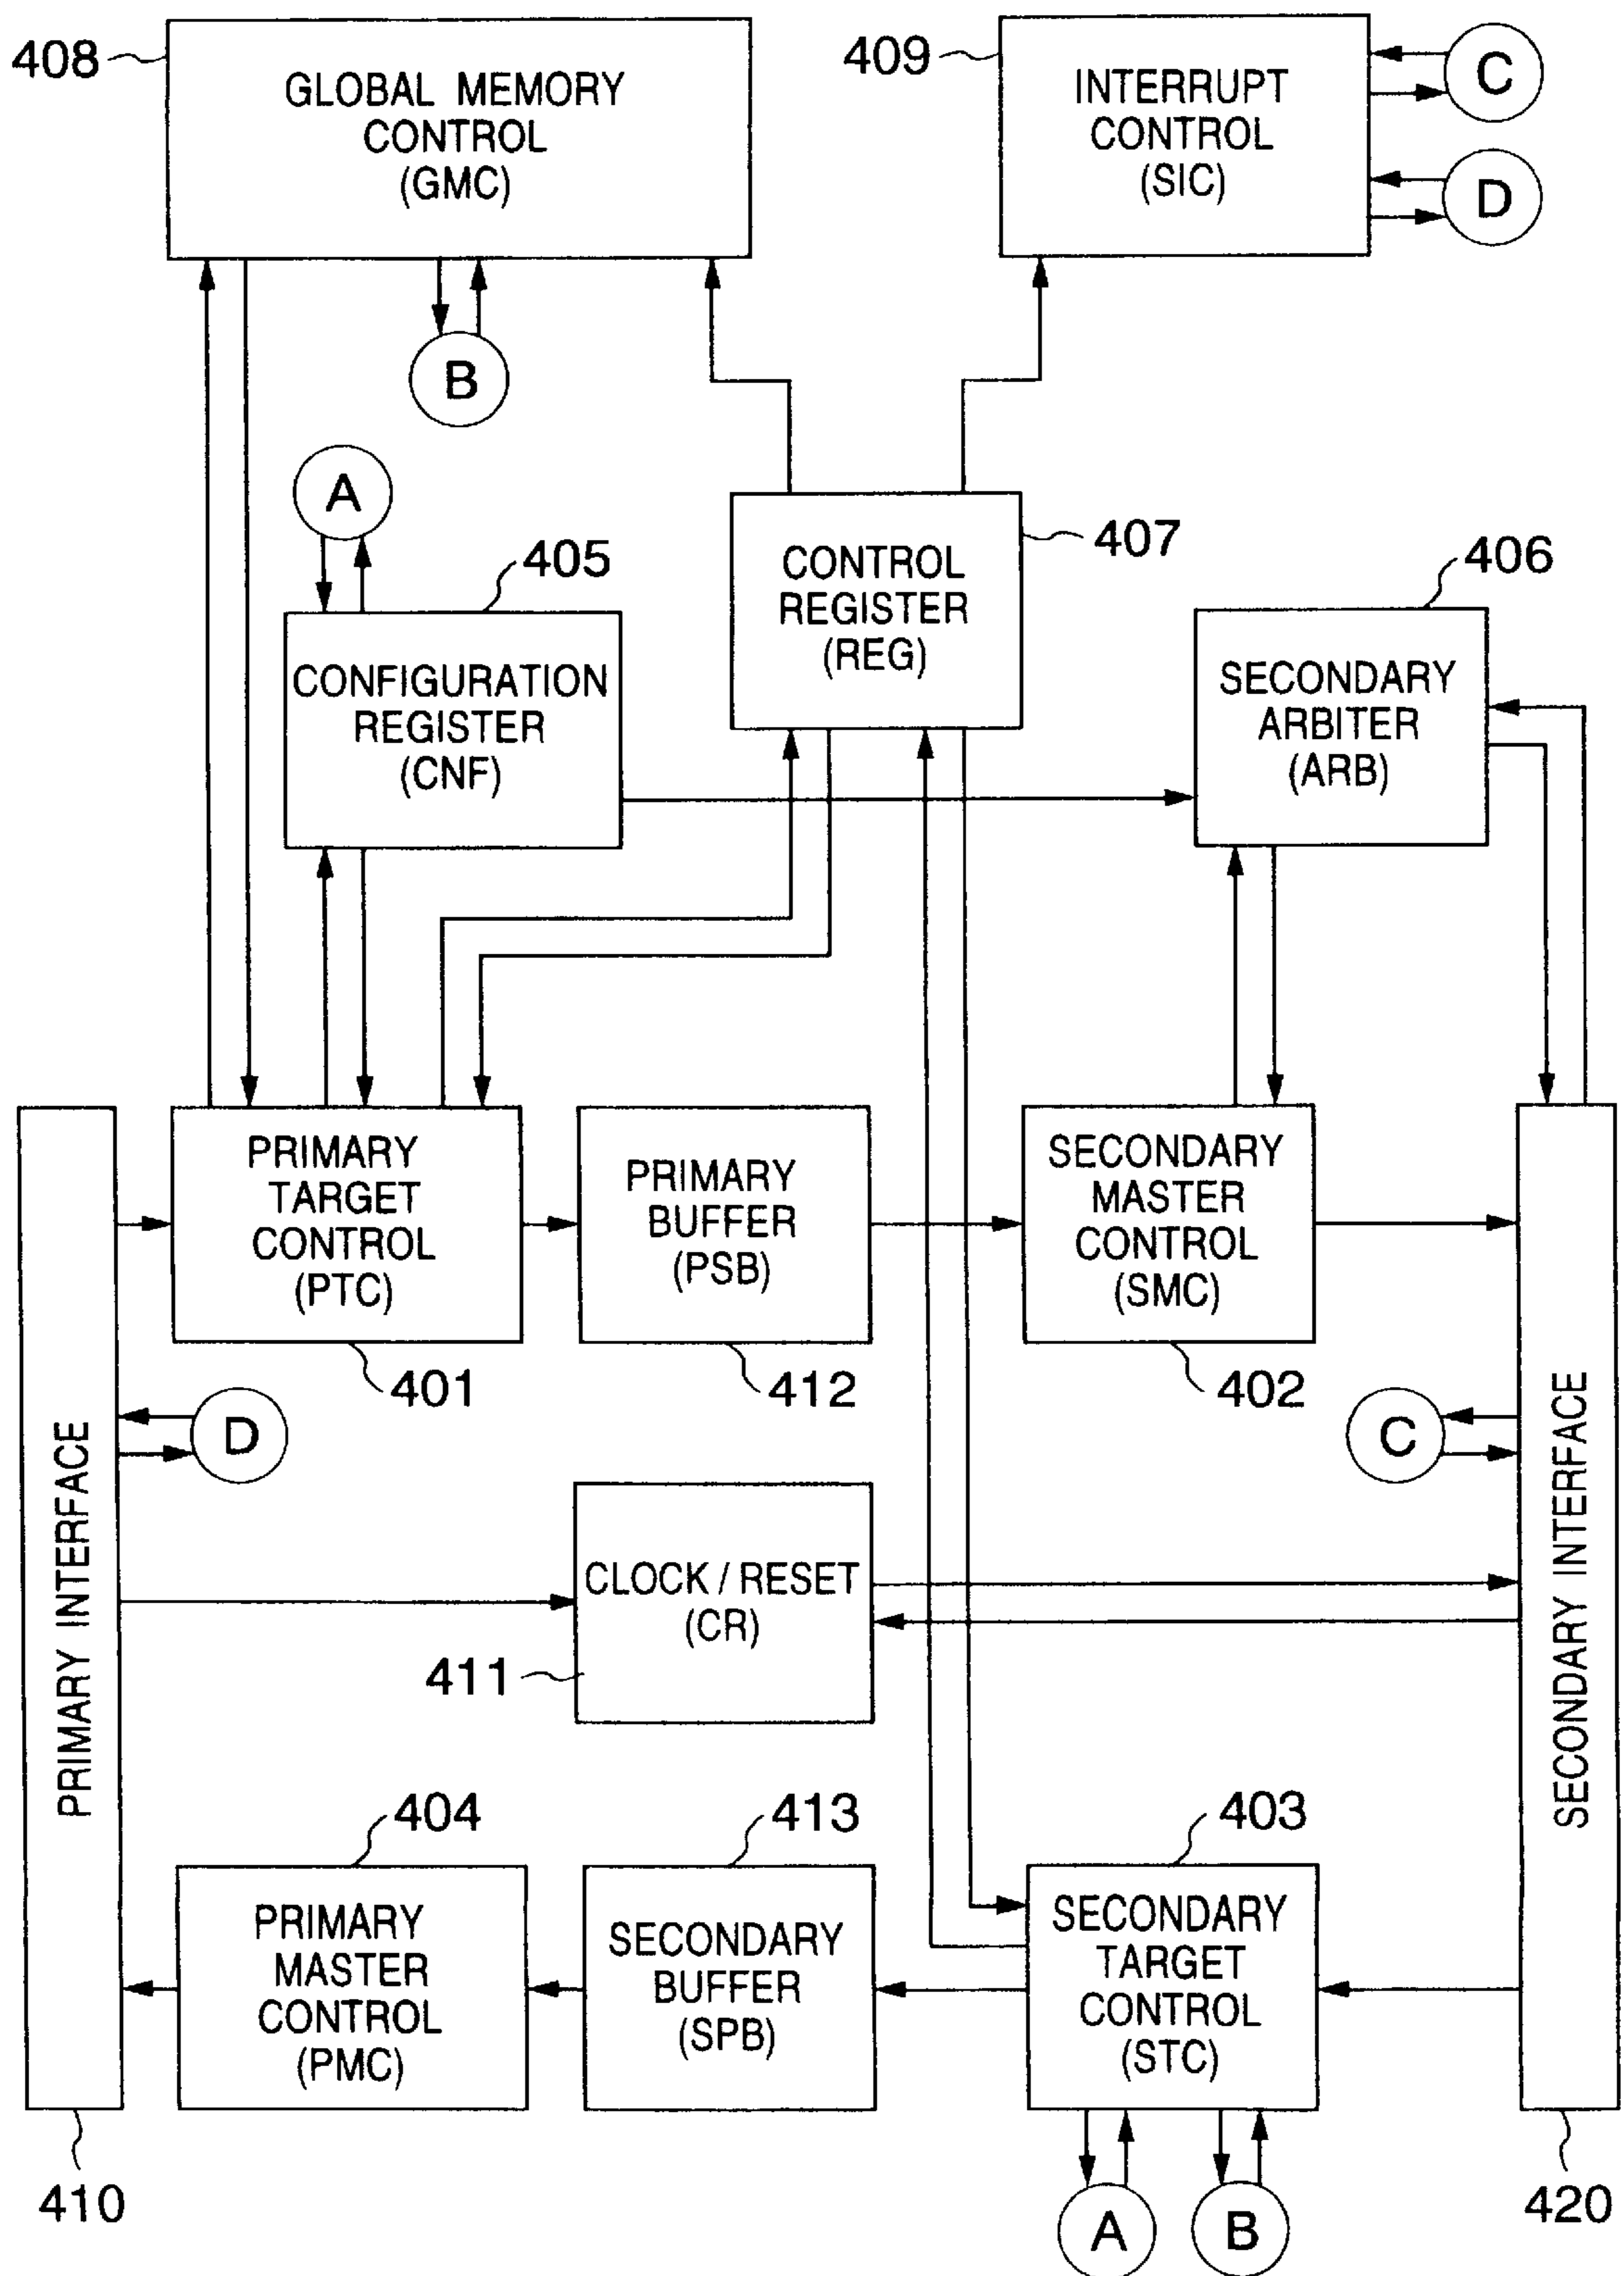 408
GLOBAL MEMORY
CONTROL
(GMC)
409
INTERRUPT
CONTROL
(SIC)
C
D
B
A
405
CONFIGURATION
REGISTER
(CNF)
CONTROL
REGISTER
(REG)
407
406
SECONDARY
ARBITER
(ARB)
PRIMARY
TARGET
CONTROL
(PTC)
401
PRIMARY
BUFFER
(PSB)
412
SECONDARY
MASTER
CONTROL
(SMC)
402
D
C
PRIMARY INTERFACE
CLOCK / RESET
(CR)
411
SECONDARY INTERFACE
404
PRIMARY
MASTER
CONTROL
(PMC)
413
SECONDARY
BUFFER
(SPB)
403
SECONDARY
TARGET
CONTROL
(STC)
410
A
B
420